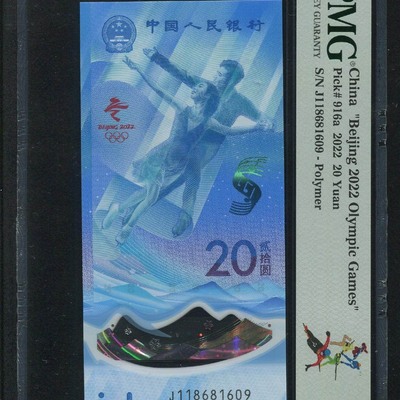 中国人民银行
BEIJING 2022
20
贰拾圆
J118681609
PMG®
China "Beijing 2022 Olympic Games"
Pick# 916a 2022 20 Yuan
S/N J118681609 - Polymer
GUARANTY